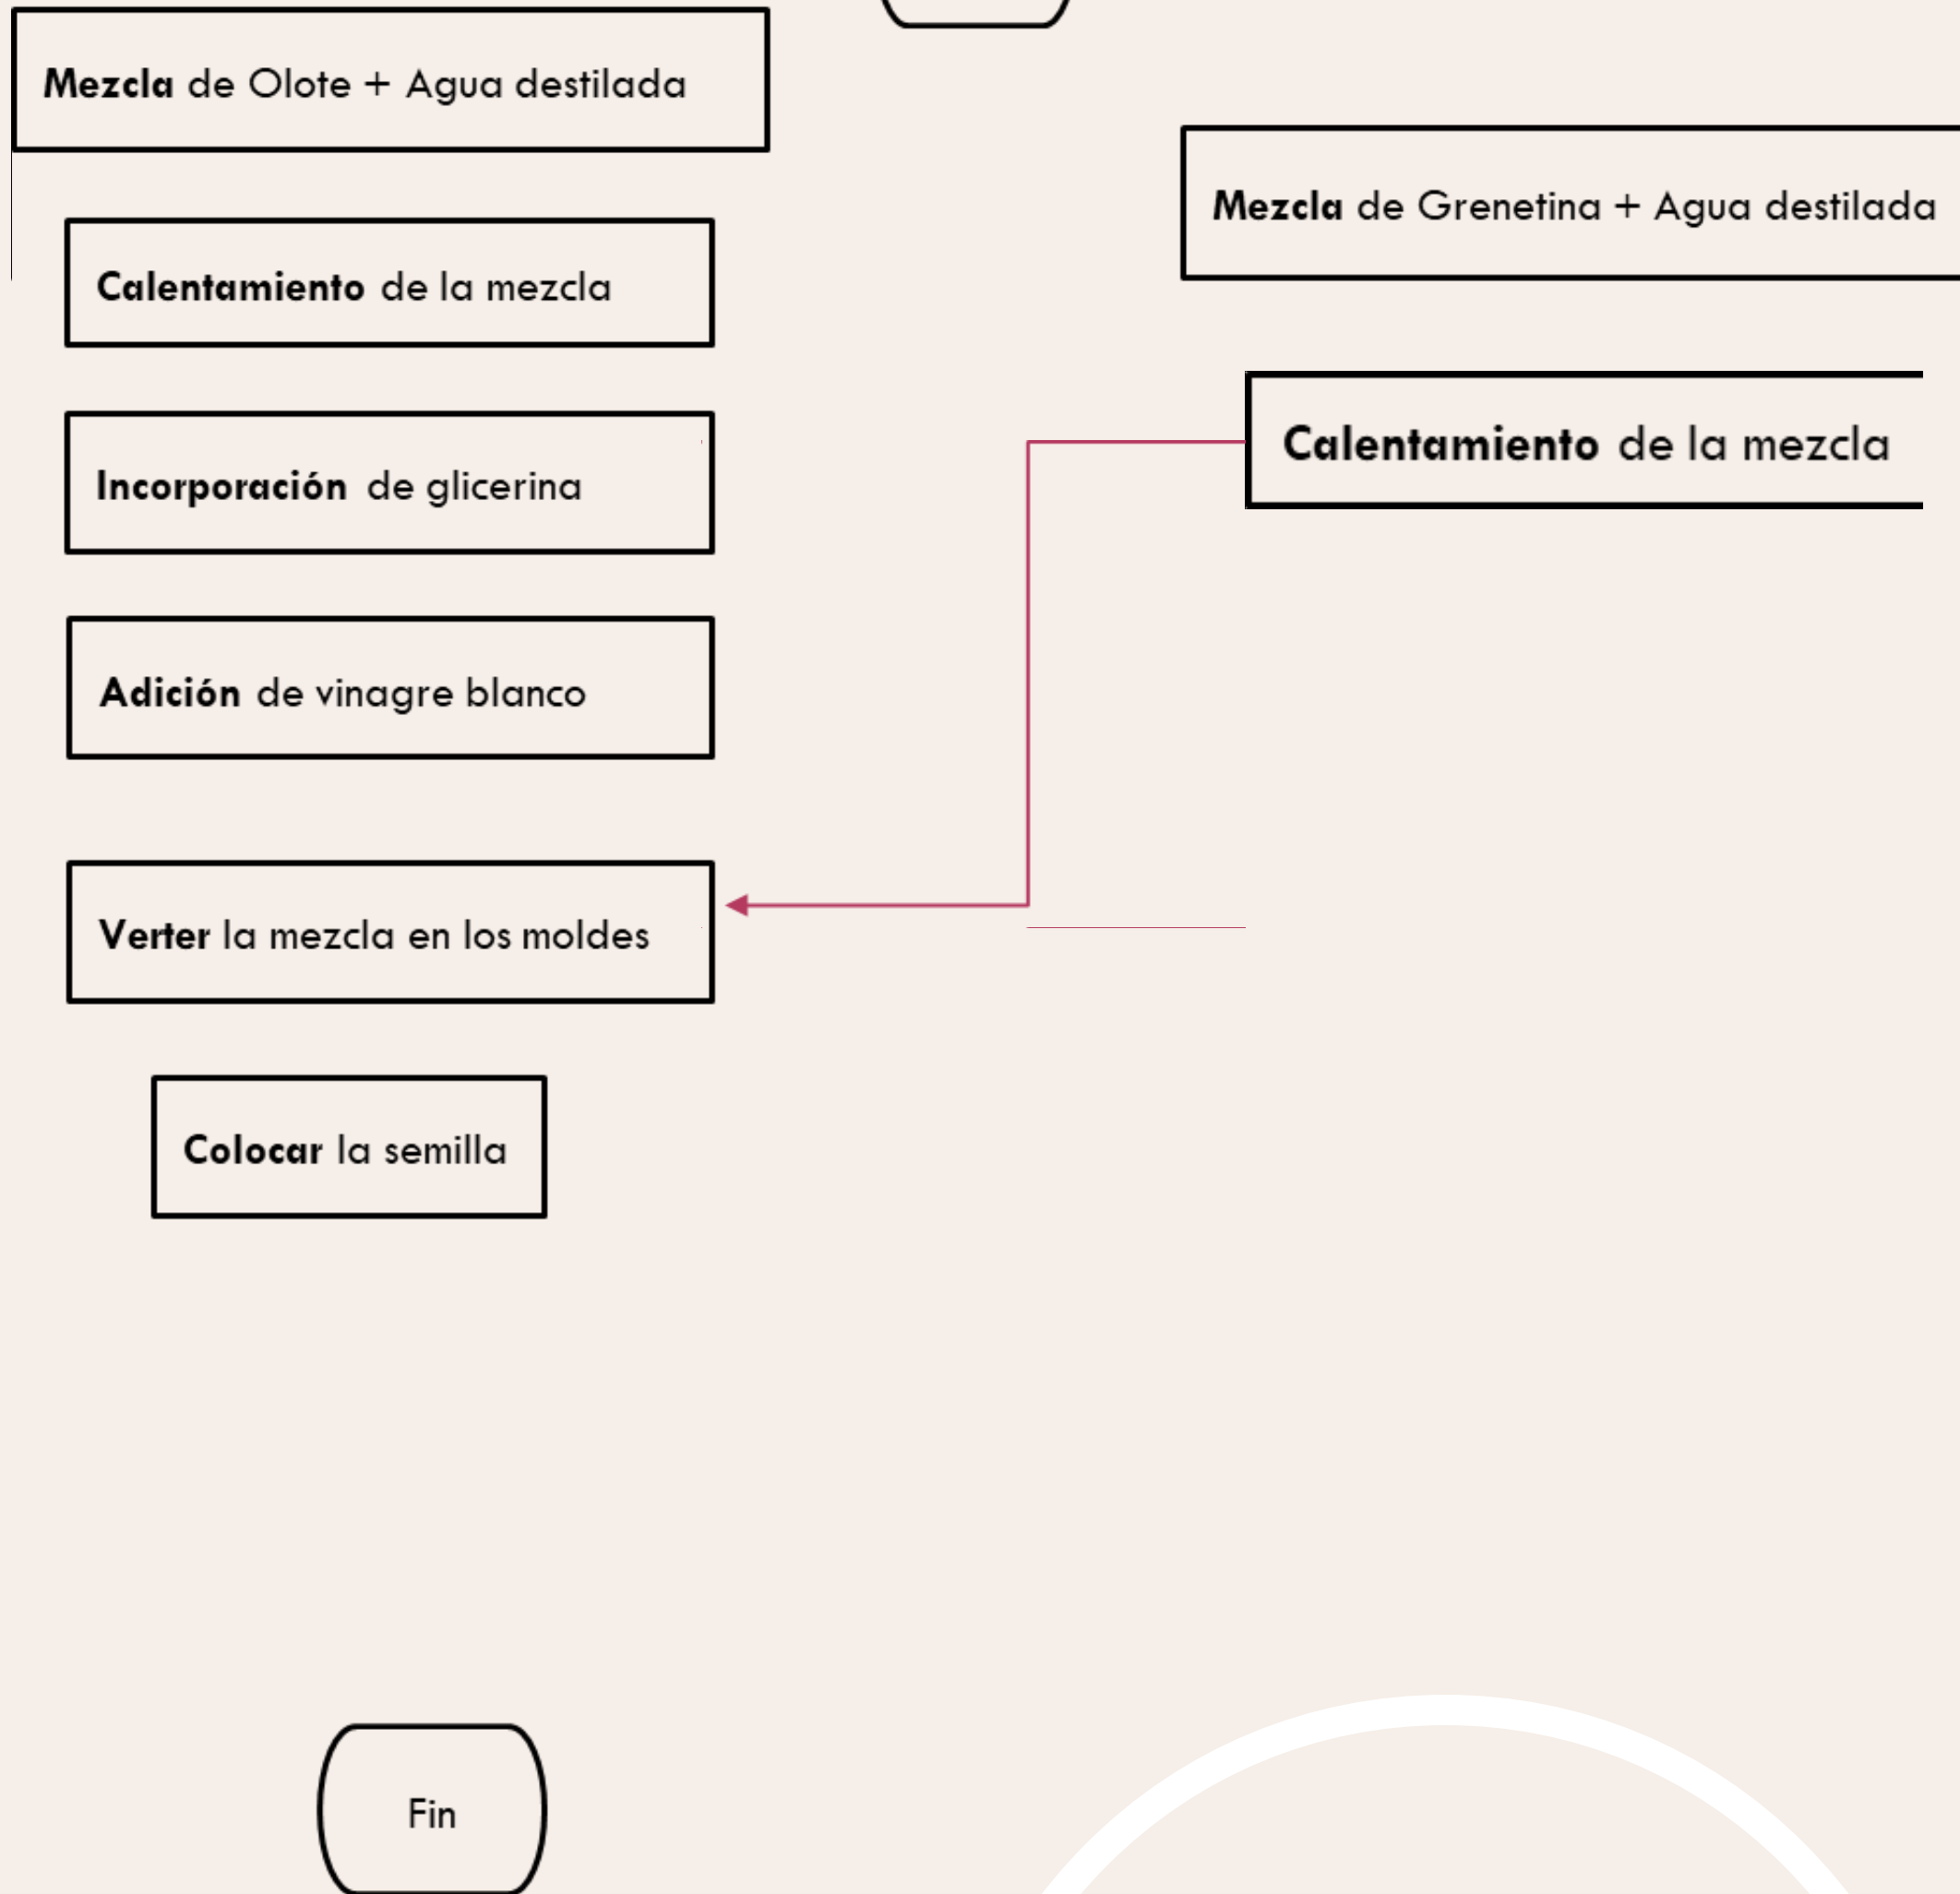 Mezcla de Olote + Agua destilada
Mezcla de Grenetina + Agua destilada
Calentamiento de la mezcla
Calentamiento de la mezcla
Incorporación de glicerina
Adición de vinagre blanco
Verter la mezcla en los moldes
Colocar la semilla
Fin